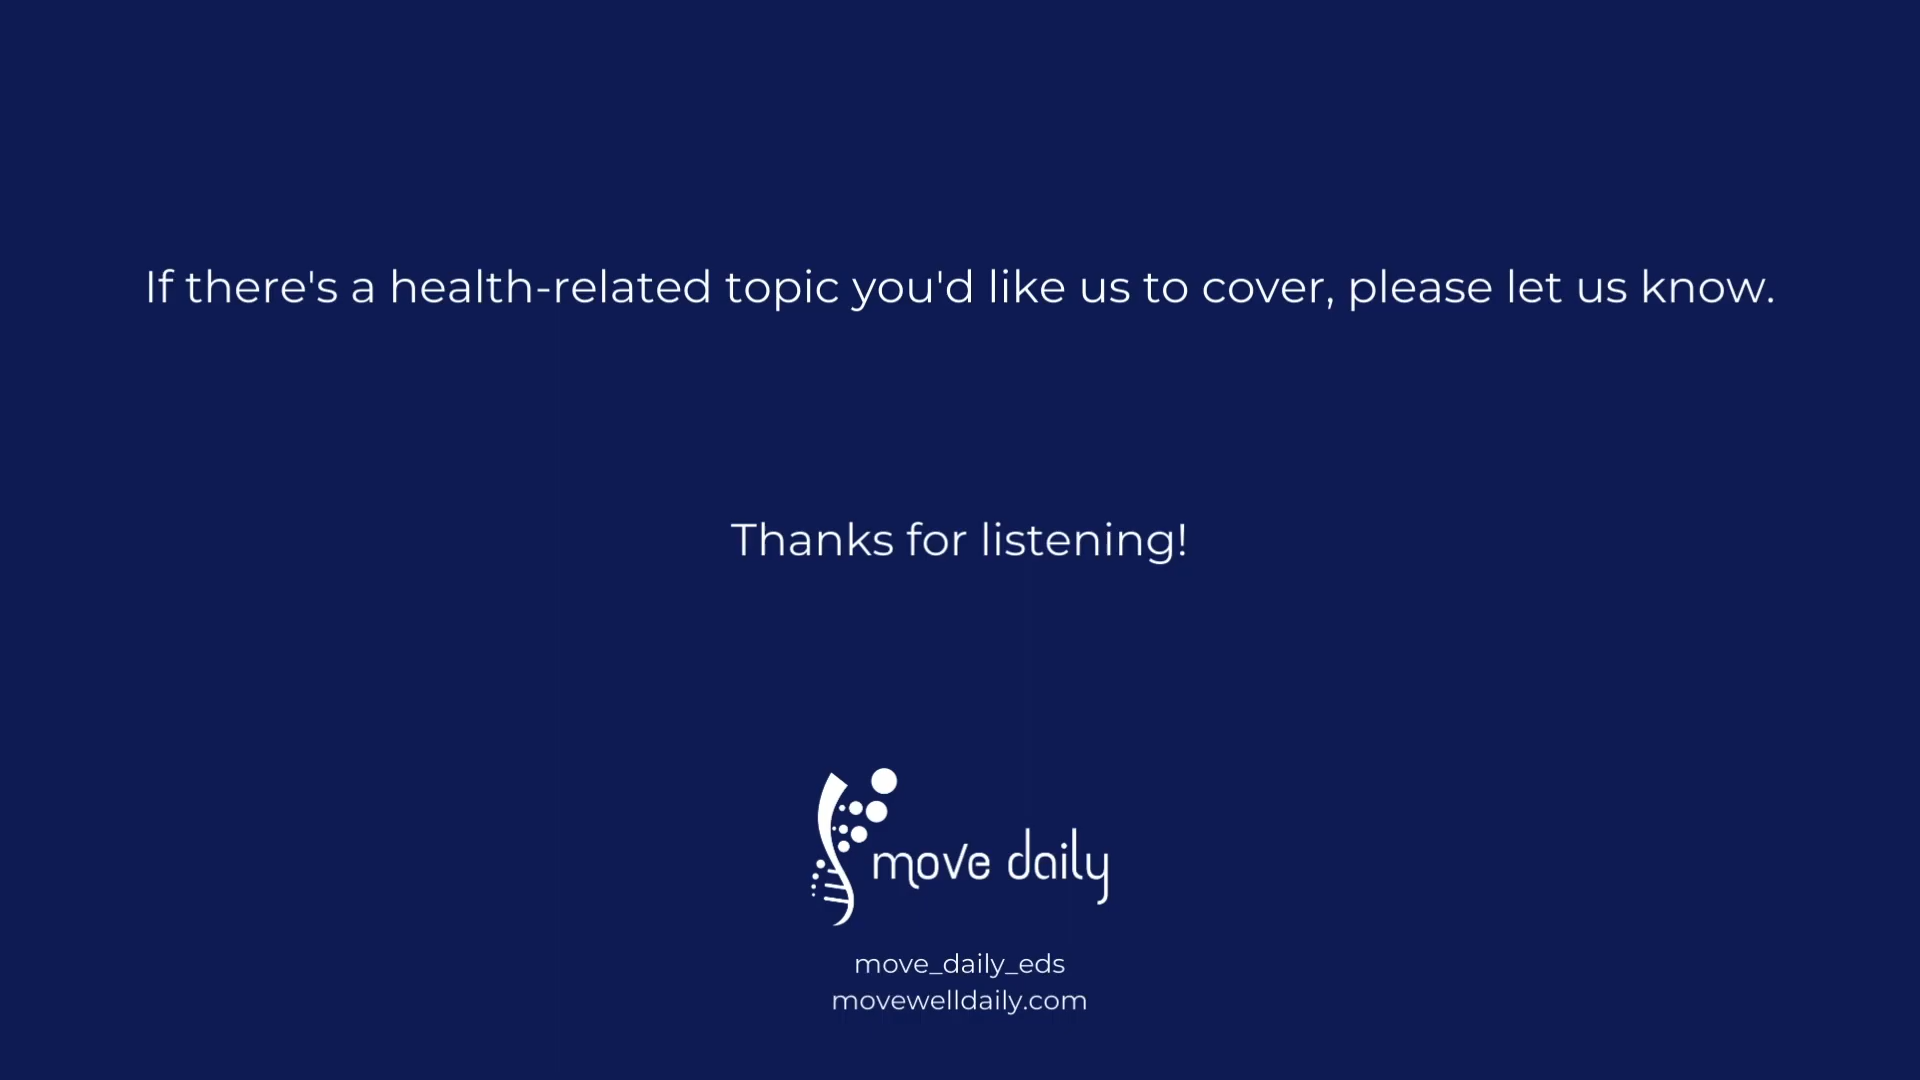 If there's a health-related topic you'd like us to cover, please let us know.
Thanks for listening!
move daily
move_daily_eds
movewelldaily.com